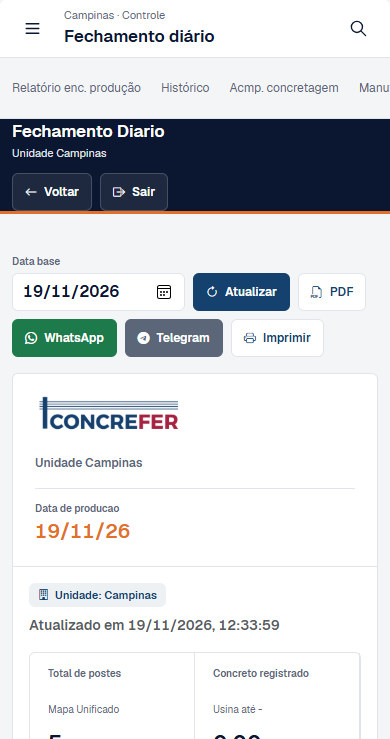 Campinas · Controle
Fechamento diário
Relatório enc. produção Histórico Acmp. concretagem Manu
Fechamento Diario
Unidade Campinas
Voltar Sair
Data base
19/11/2026 Atualizar PDF
WhatsApp Telegram Imprimir
CONCREFER
Unidade Campinas
Data de producao
19/11/26
Unidade: Campinas
Atualizado em 19/11/2026, 12:33:59
Total de postes Concreto registrado
Mapa Unificado Usina até -